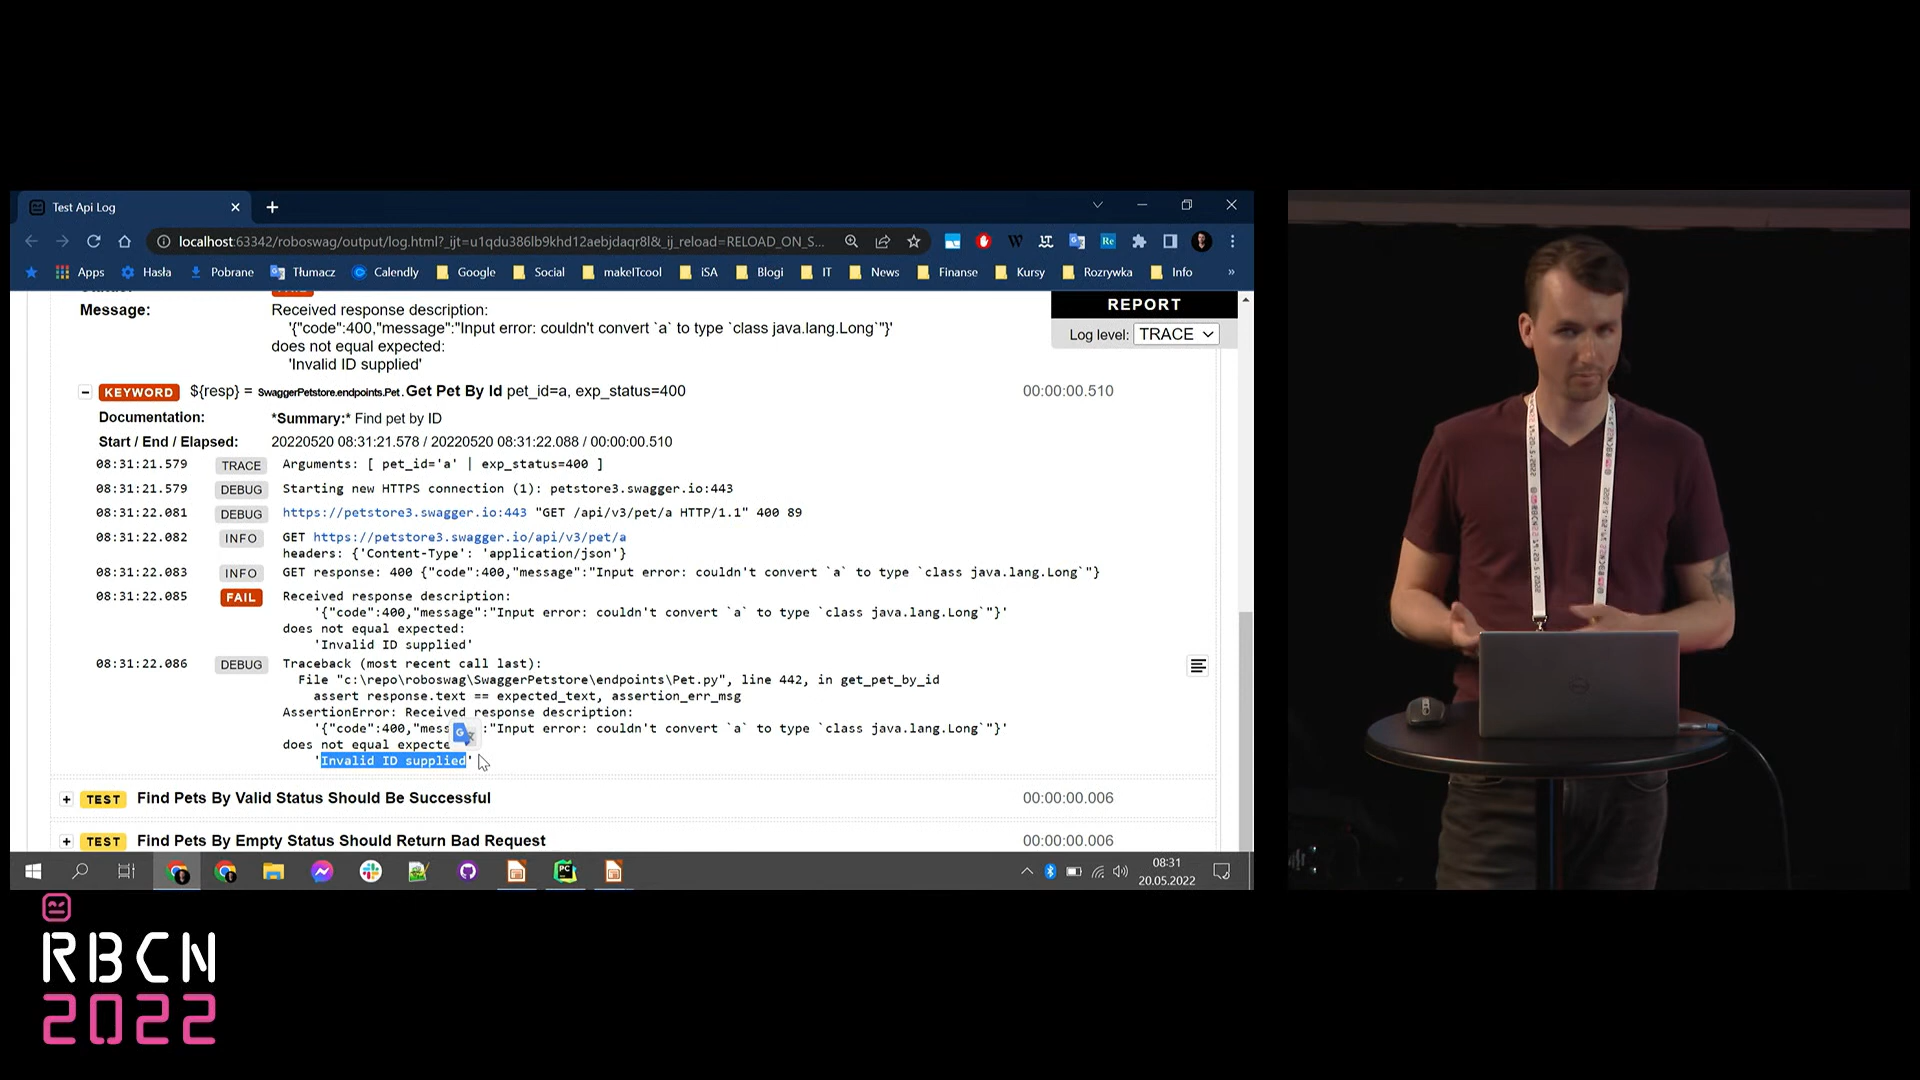 Test Api Log
localhost:63342/roboswag/output/log.html?_ijt=u1qdu386lb9khd12aebjdaqr8l&_ij_reload=RELOAD_ON_S...
Apps Hasła Pobrane Tłumacz Calendly Google Social makeITcool iSA Blogi IT News Finanse Kursy Rozrywka Info »
REPORT
Log level: TRACE
Message: Received response description:
'{"code":400,"message":"Input error: couldn't convert `a` to type `class java.lang.Long`"}'
does not equal expected:
'Invalid ID supplied'
KEYWORD ${resp} = SwaggerPetstore.endpoints.Pet. Get Pet By Id pet_id=a, exp_status=400 00:00:00.510
Documentation: *Summary:* Find pet by ID
Start / End / Elapsed: 20220520 08:31:21.578 / 20220520 08:31:22.088 / 00:00:00.510
08:31:21.579 TRACE Arguments: [ pet_id='a' | exp_status=400 ]
08:31:21.579 DEBUG Starting new HTTPS connection (1): petstore3.swagger.io:443
08:31:22.081 DEBUG https://petstore3.swagger.io:443 "GET /api/v3/pet/a HTTP/1.1" 400 89
08:31:22.082 INFO GET https://petstore3.swagger.io/api/v3/pet/a
headers: {'Content-Type': 'application/json'}
08:31:22.083 INFO GET response: 400 {"code":400,"message":"Input error: couldn't convert `a` to type `class java.lang.Long`"}
08:31:22.085 FAIL Received response description:
'{"code":400,"message":"Input error: couldn't convert `a` to type `class java.lang.Long`"}'
does not equal expected:
'Invalid ID supplied'
08:31:22.086 DEBUG Traceback (most recent call last):
File "c:\repo\roboswag\SwaggerPetstore\endpoints\Pet.py", line 442, in get_pet_by_id
assert response.text == expected_text, assertion_err_msg
AssertionError: Received response description:
'{"code":400,"mess :"Input error: couldn't convert `a` to type `class java.lang.Long`"}'
does not equal expecte
'Invalid ID supplied'
TEST Find Pets By Valid Status Should Be Successful 00:00:00.006
TEST Find Pets By Empty Status Should Return Bad Request 00:00:00.006
08:31
20.05.2022
RBCN
2022